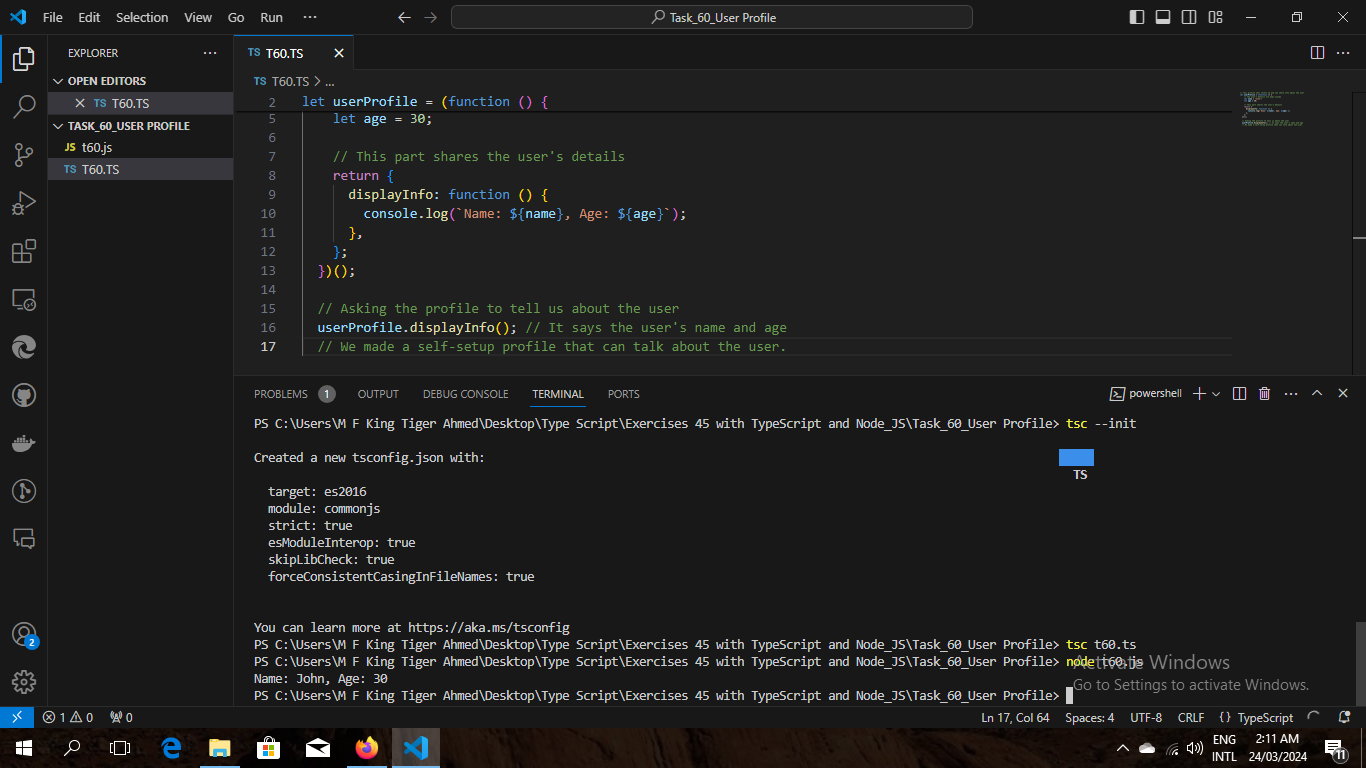 File Edit Selection View Go Run ··· Task_60_User Profile
EXPLORER ···
OPEN EDITORS
TS T60.TS
TASK_60_USER PROFILE
JS t60.js
TS T60.TS
TS T60.TS
TS T60.TS > ...
2 let userProfile = (function () {
5 let age = 30;
6
7 // This part shares the user's details
8 return {
9 displayInfo: function () {
10 console.log(`Name: ${name}, Age: ${age}`);
11 },
12 };
13 })();
14
15 // Asking the profile to tell us about the user
16 userProfile.displayInfo(); // It says the user's name and age
17 // We made a self-setup profile that can talk about the user.
PROBLEMS 1 OUTPUT DEBUG CONSOLE TERMINAL PORTS powershell
PS C:\Users\M F King Tiger Ahmed\Desktop\Type Script\Exercises 45 with TypeScript and Node_JS\Task_60_User Profile> tsc --init
Created a new tsconfig.json with:
TS
target: es2016
module: commonjs
strict: true
esModuleInterop: true
skipLibCheck: true
forceConsistentCasingInFileNames: true
You can learn more at https://aka.ms/tsconfig
PS C:\Users\M F King Tiger Ahmed\Desktop\Type Script\Exercises 45 with TypeScript and Node_JS\Task_60_User Profile> tsc t60.ts
PS C:\Users\M F King Tiger Ahmed\Desktop\Type Script\Exercises 45 with TypeScript and Node_JS\Task_60_User Profile> node t60.js
Name: John, Age: 30
PS C:\Users\M F King Tiger Ahmed\Desktop\Type Script\Exercises 45 with TypeScript and Node_JS\Task_60_User Profile>
Activate Windows
Go to Settings to activate Windows.
2
1 0 0 Ln 17, Col 64 Spaces: 4 UTF-8 CRLF {} TypeScript
ENG 2:11 AM
INTL 24/03/2024 11